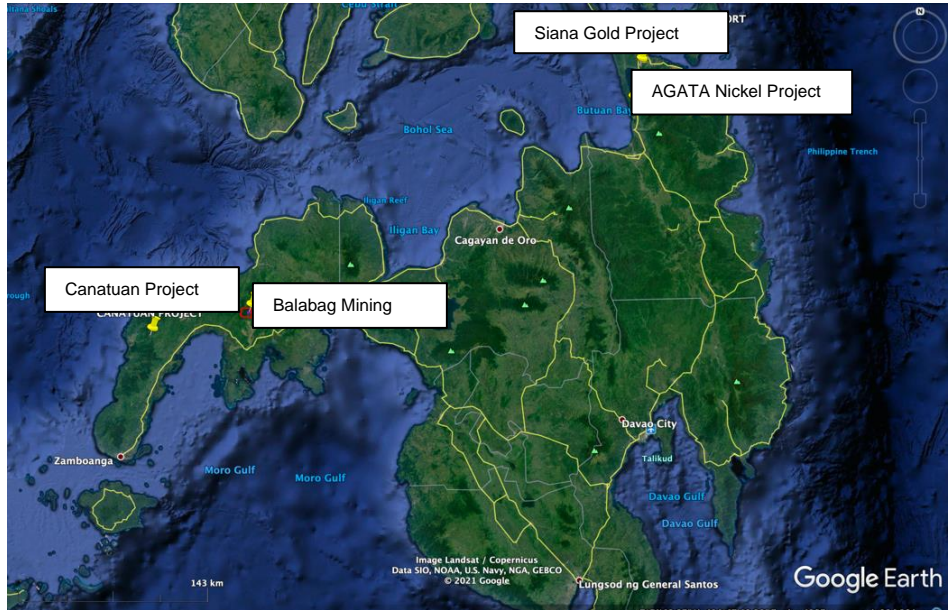 Cebu Strait
Siana Gold Project
AGATA Nickel Project
Butuan Bay
Bohol Sea
Philippine Trench
Iligan Reef
Iligan Bay
Cagayan de Oro
Canatuan Project
CANATUAN PROJECT
Balabag Mining
Davao City
Talikud
Zamboanga
Moro Gulf
Moro Gulf
Davao Gulf
Davao Gulf
Image Landsat / Copernicus
Data SIO, NOAA, U.S. Navy, NGA, GEBCO
© 2021 Google
143 km
Lungsod ng General Santos
Google Earth
N